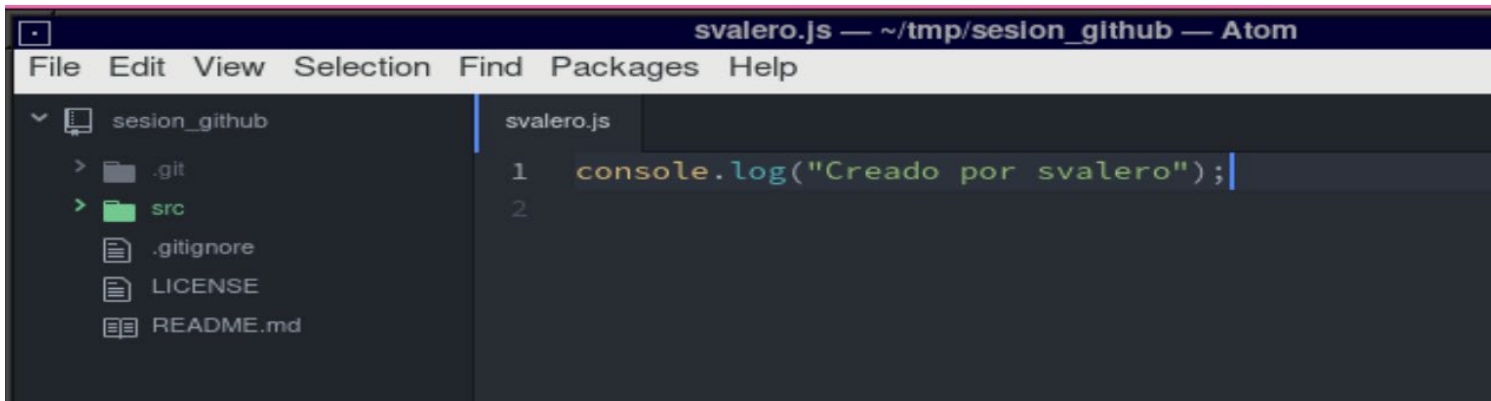 svalero.js — ~/tmp/sesion_github — Atom
File Edit View Selection Find Packages Help
sesion_github
.git
src
.gitignore
LICENSE
README.md
svalero.js
1 console.log("Creado por svalero");
2